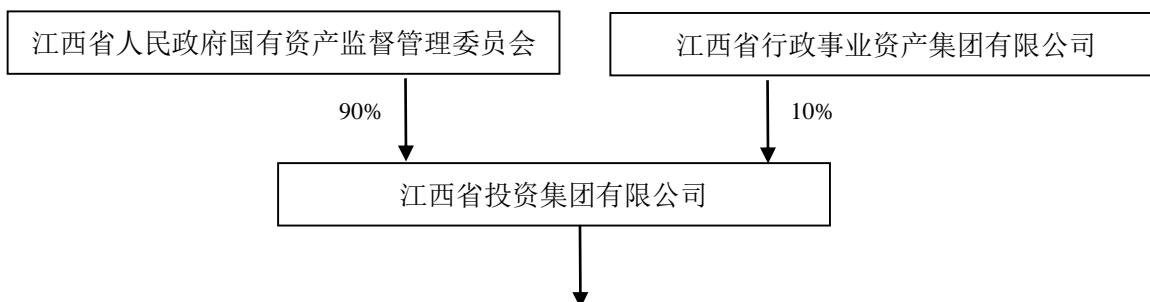 江西省人民政府国有资产监督管理委员会
江西省行政事业资产集团有限公司
90%
10%
江西省投资集团有限公司